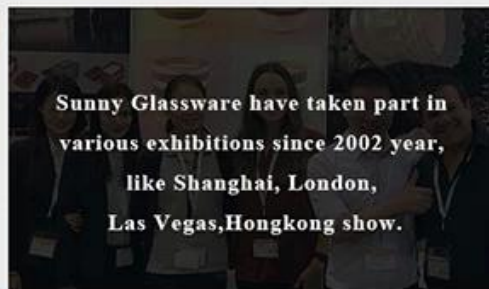 Sunny Glassware have taken part in
various exhibitions since 2002 year,
like Shanghai, London,
Las Vegas,Hongkong show.